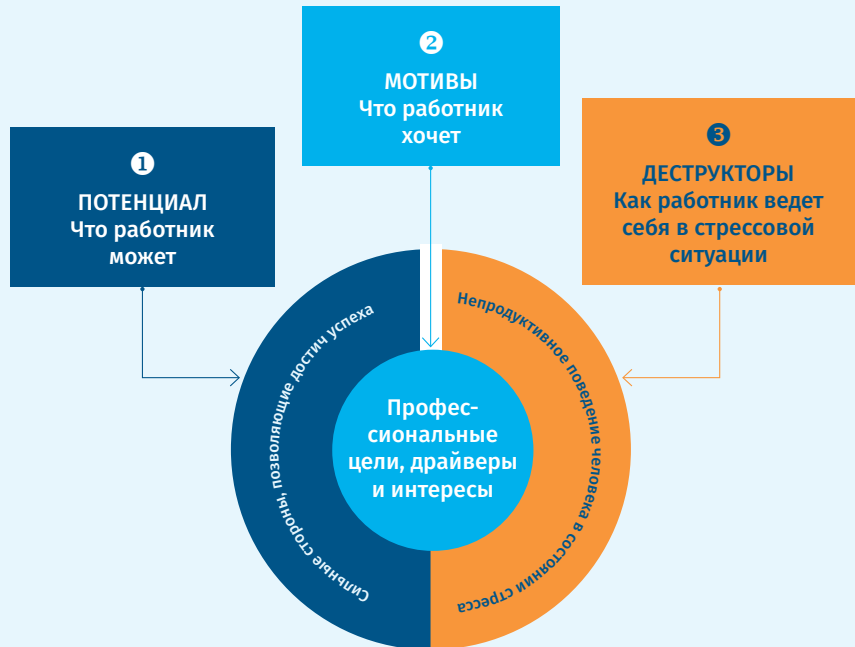 ❶
ПОТЕНЦИАЛ
Что работник
может
❷
МОТИВЫ
Что работник
хочет
❸
ДЕСТРУКТОРЫ
Как работник ведет
себя в стрессовой
ситуации
Сильные стороны, позволяющие достич успеха
Профес-
сиональные
цели, драйверы
и интересы
Непродуктивное поведение человека в состоянии стресса